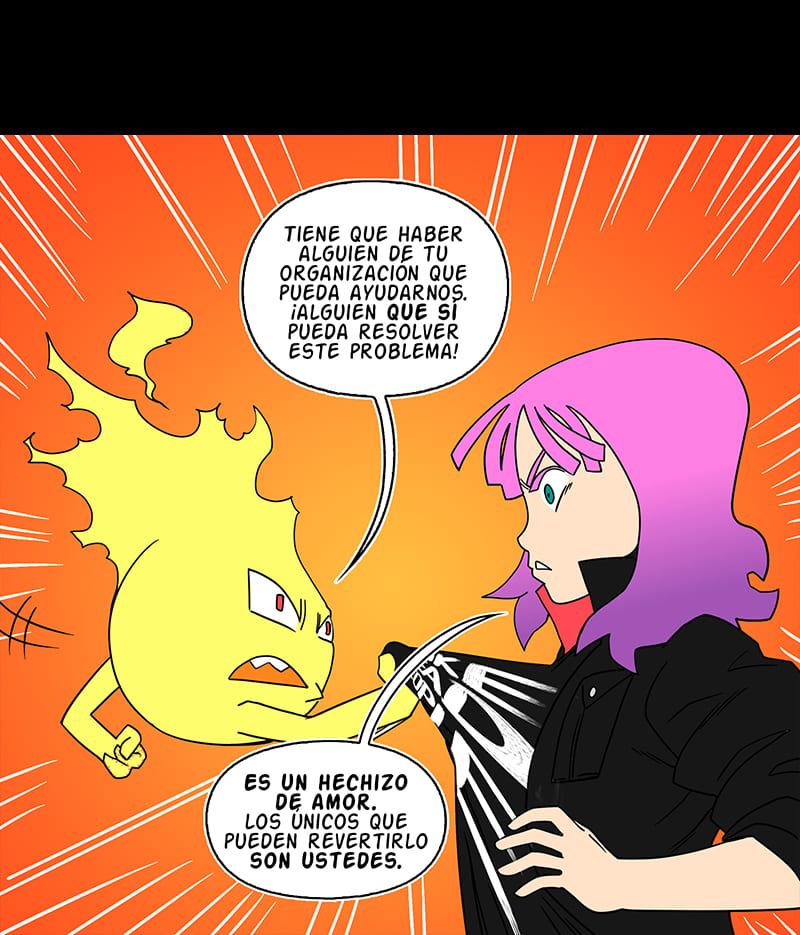 TIENE QUE HABER
ALGUIEN DE TU
ORGANIZACIÓN QUE
PUEDA AYUDARNOS.
¡ALGUIEN QUE SÍ
PUEDA RESOLVER
ESTE PROBLEMA!
ES UN HECHIZO
DE AMOR.
LOS ÚNICOS QUE
PUEDEN REVERTIRLO
SON USTEDES.